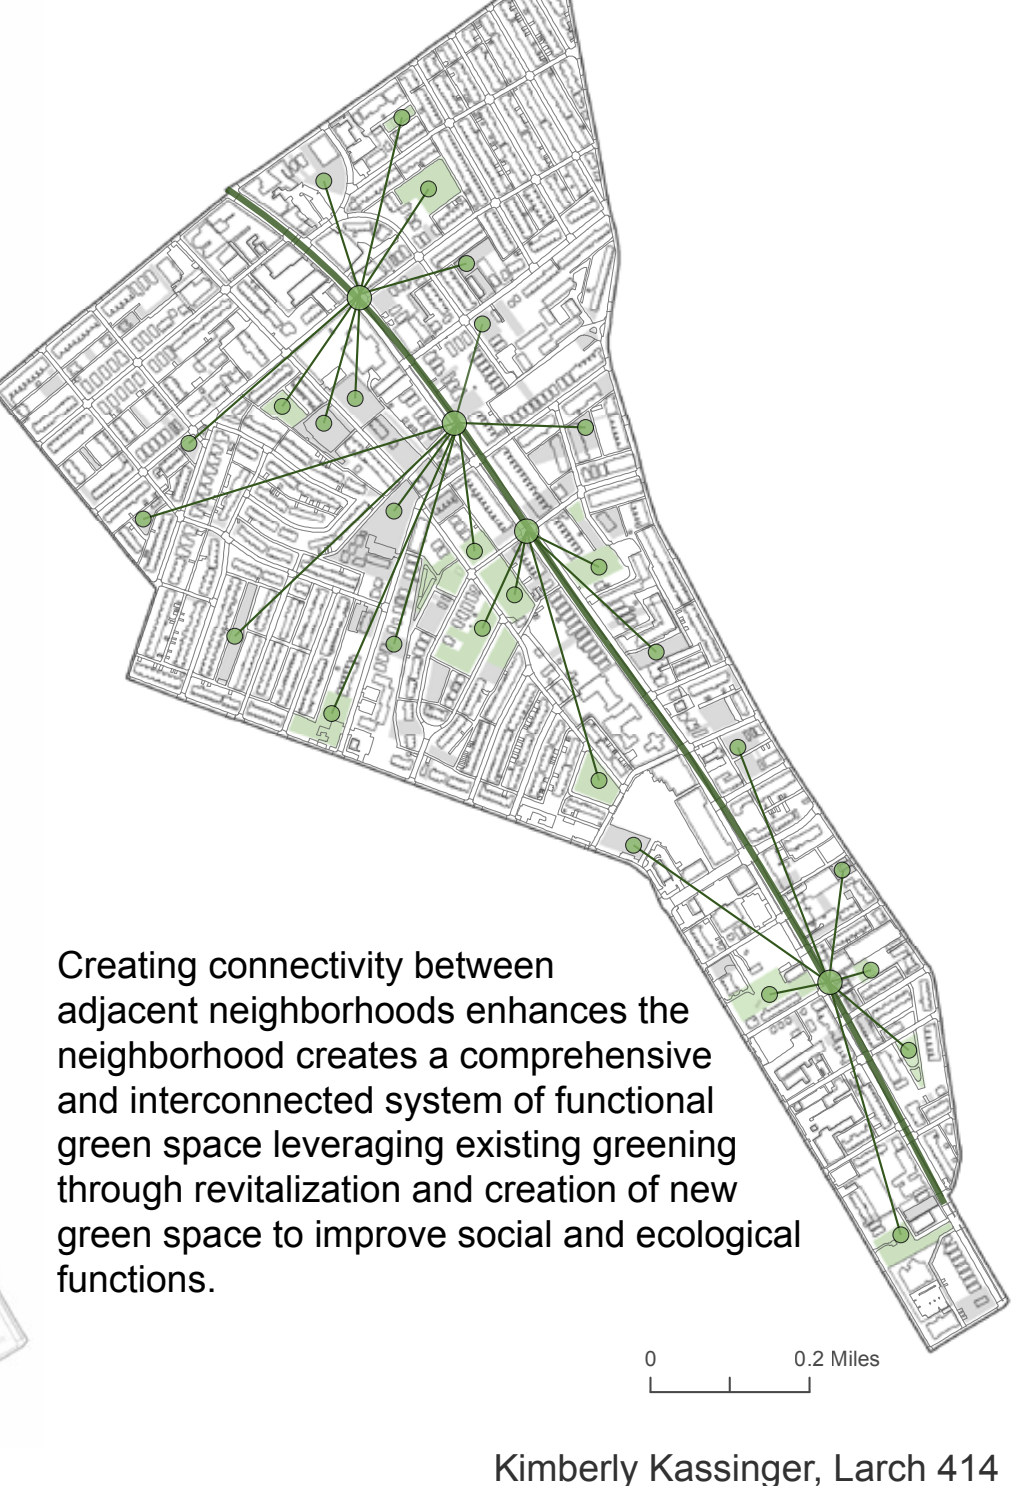 Creating connectivity between
adjacent neighborhoods enhances the
neighborhood creates a comprehensive
and interconnected system of functional
green space leveraging existing greening
through revitalization and creation of new
green space to improve social and ecological
functions.
0 0.2 Miles
Kimberly Kassinger, Larch 414